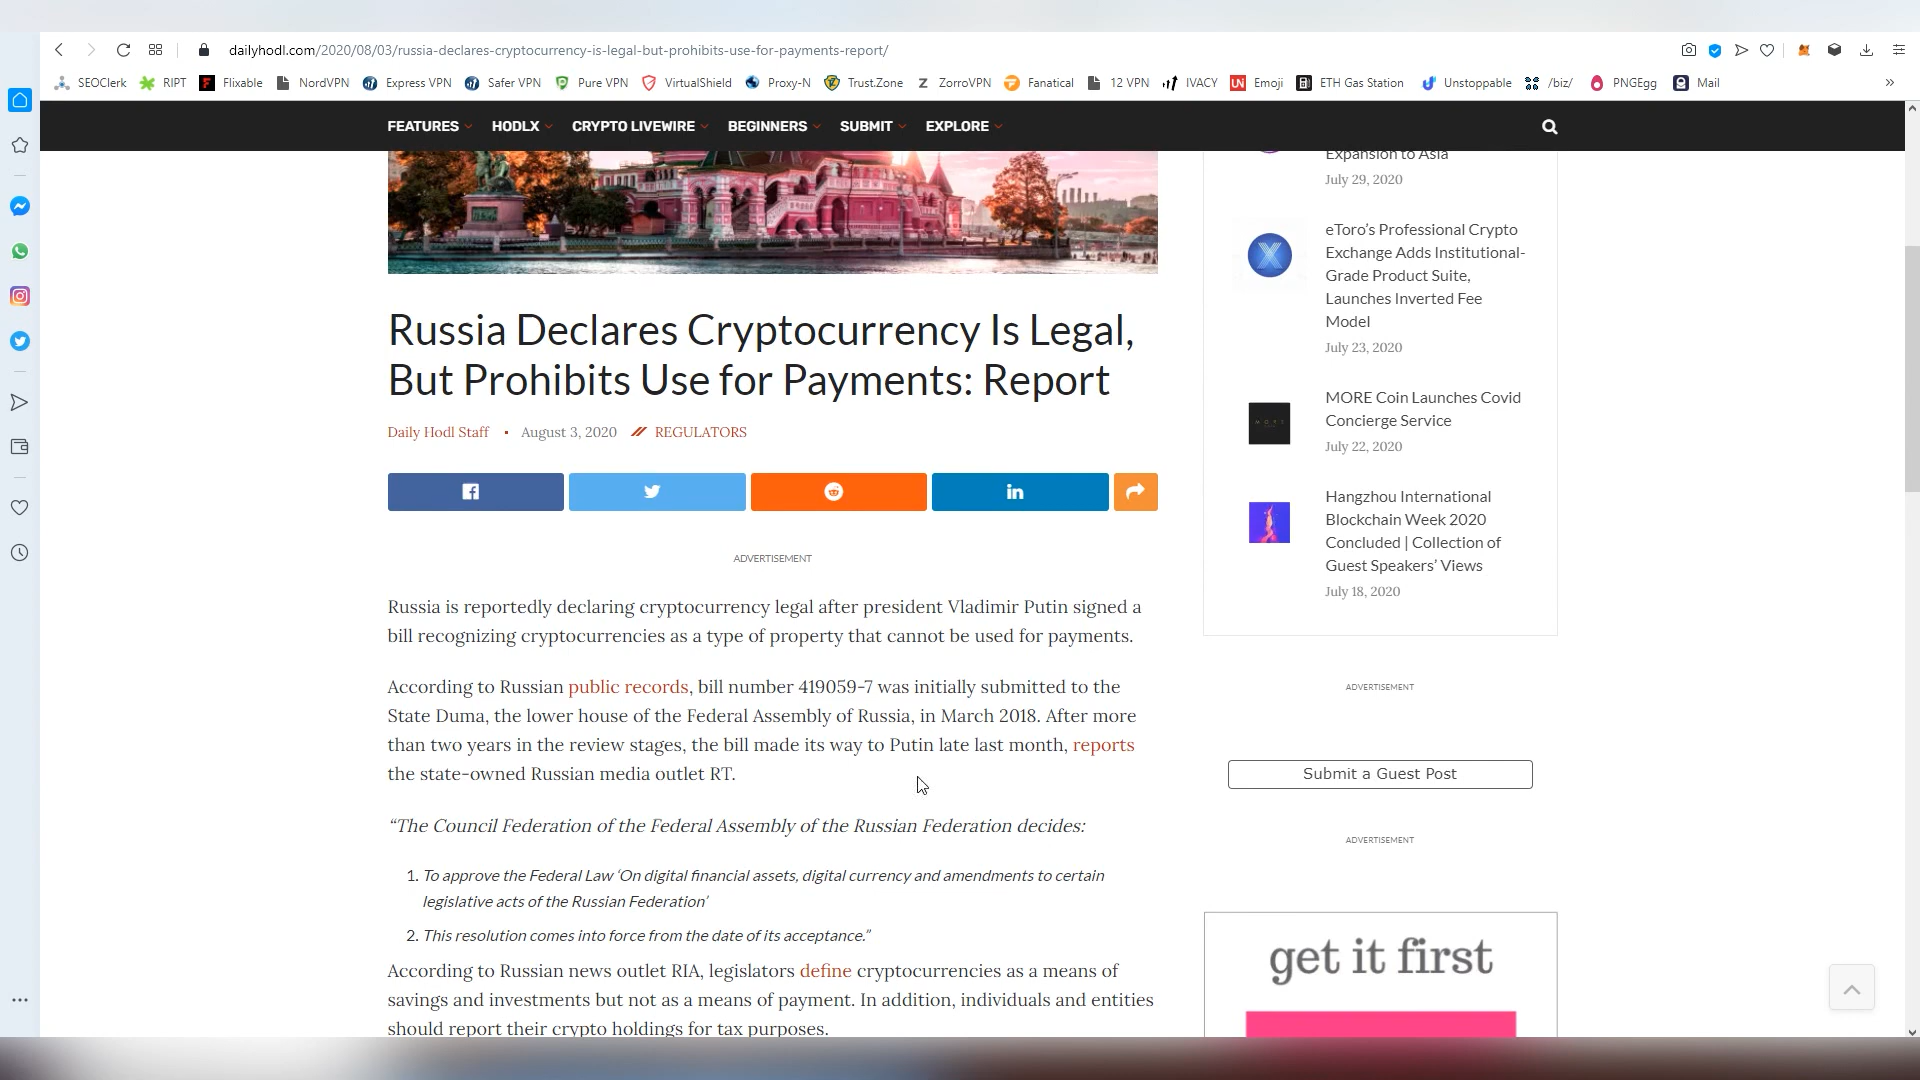 dailyhodl.com/2020/08/03/russia-declares-cryptocurrency-is-legal-but-prohibits-use-for-payments-report/
SEOClerk RIPT Flixable NordVPN Express VPN Safer VPN Pure VPN VirtualShield Proxy-N Trust.Zone ZorroVPN Fanatical 12 VPN IVACY Emoji ETH Gas Station Unstoppable /biz/ PNGEgg Mail
FEATURES HODLX CRYPTO LIVEWIRE BEGINNERS SUBMIT EXPLORE
Russia Declares Cryptocurrency Is Legal,
But Prohibits Use for Payments: Report
Daily Hodl Staff ▪ August 3, 2020 REGULATORS
ADVERTISEMENT
Russia is reportedly declaring cryptocurrency legal after president Vladimir Putin signed a
bill recognizing cryptocurrencies as a type of property that cannot be used for payments.
According to Russian public records, bill number 419059-7 was initially submitted to the
State Duma, the lower house of the Federal Assembly of Russia, in March 2018. After more
than two years in the review stages, the bill made its way to Putin late last month, reports
the state-owned Russian media outlet RT.
“The Council Federation of the Federal Assembly of the Russian Federation decides:
1. To approve the Federal Law ‘On digital financial assets, digital currency and amendments to certain
legislative acts of the Russian Federation’
2. This resolution comes into force from the date of its acceptance.”
According to Russian news outlet RIA, legislators define cryptocurrencies as a means of
savings and investments but not as a means of payment. In addition, individuals and entities
should report their crypto holdings for tax purposes.
Expansion to Asia
July 29, 2020
eToro’s Professional Crypto
Exchange Adds Institutional-
Grade Product Suite,
Launches Inverted Fee
Model
July 23, 2020
MORE Coin Launches Covid
Concierge Service
July 22, 2020
Hangzhou International
Blockchain Week 2020
Concluded | Collection of
Guest Speakers’ Views
July 18, 2020
ADVERTISEMENT
Submit a Guest Post
ADVERTISEMENT
get it first